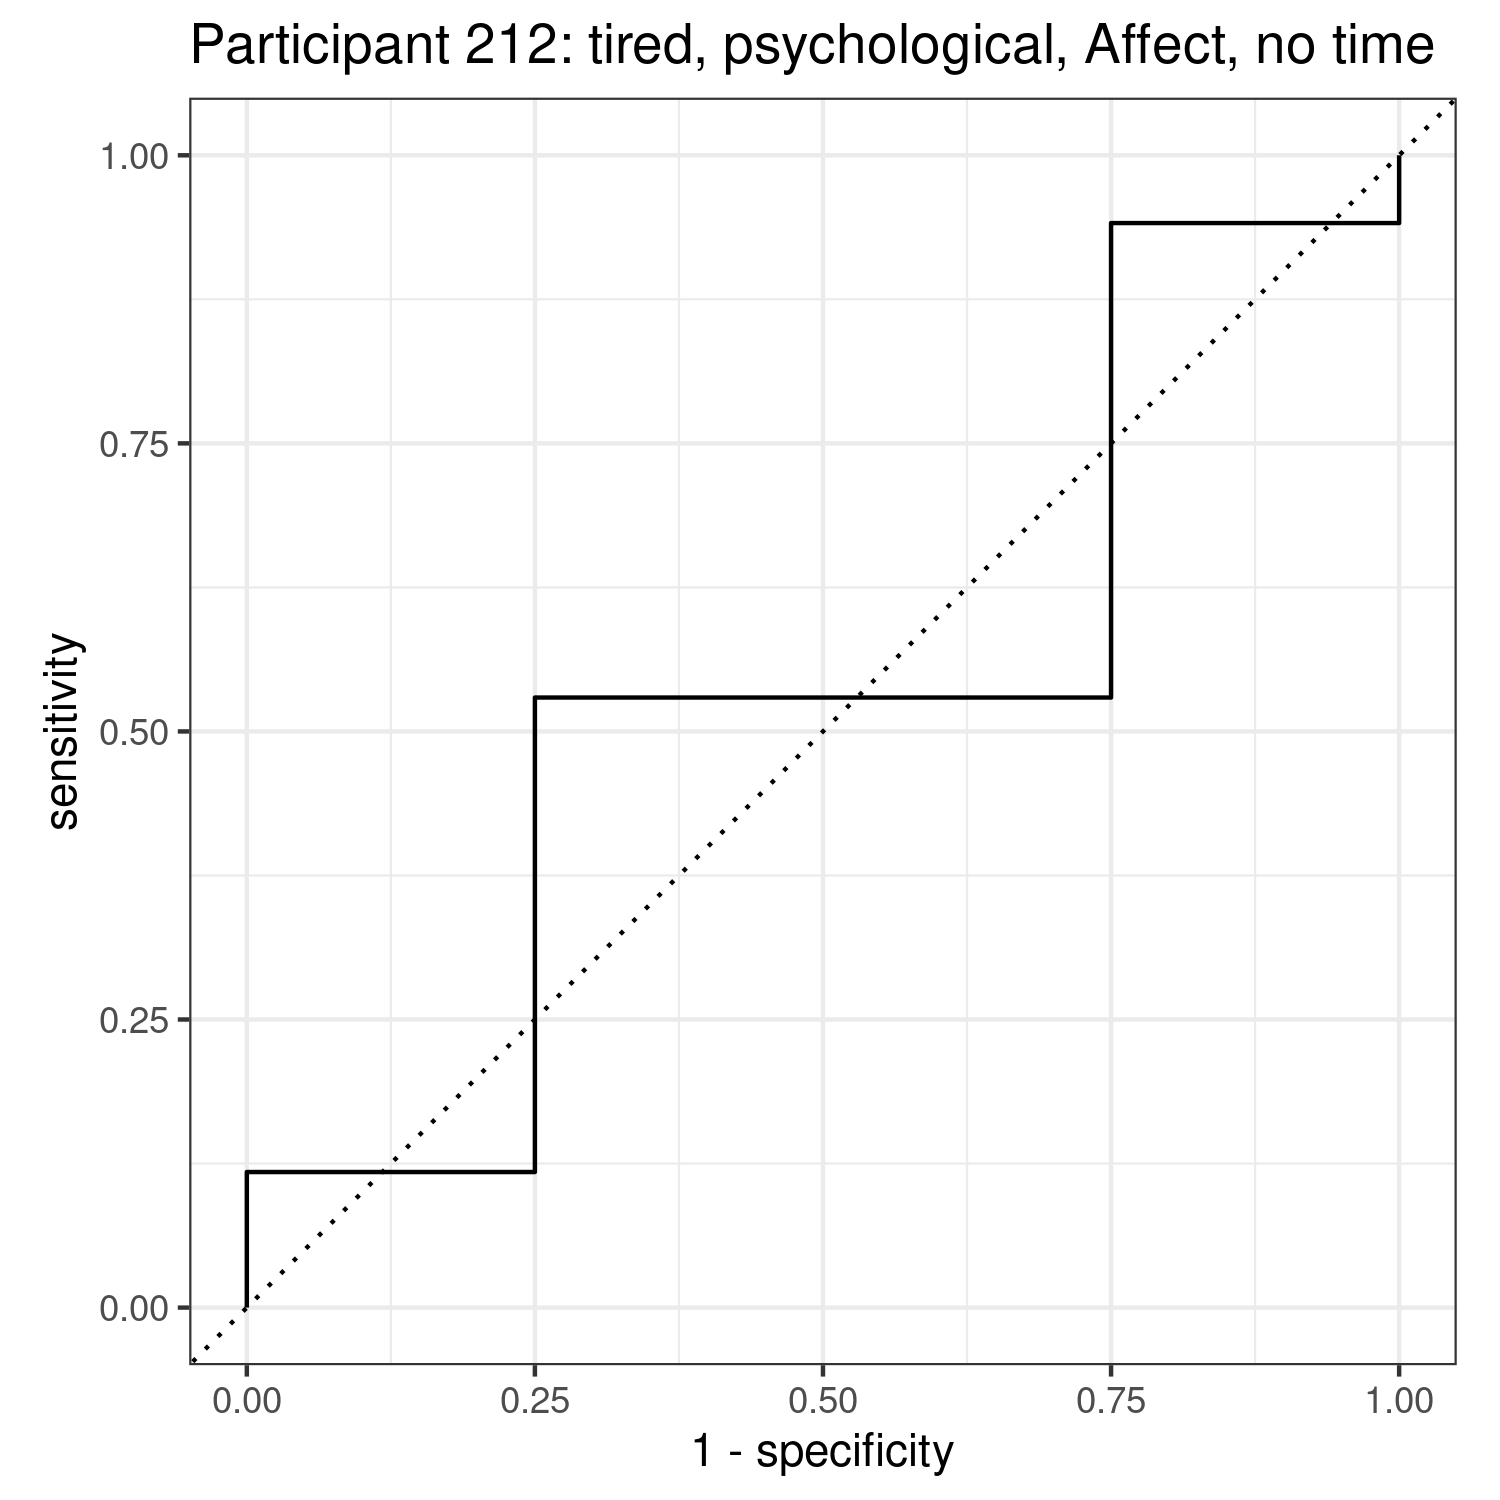 Participant 212: tired, psychological, Affect, no time
1.00
0.75
0.50
0.25
0.00
sensitivity
0.00 0.25 0.50 0.75 1.00
1 - specificity